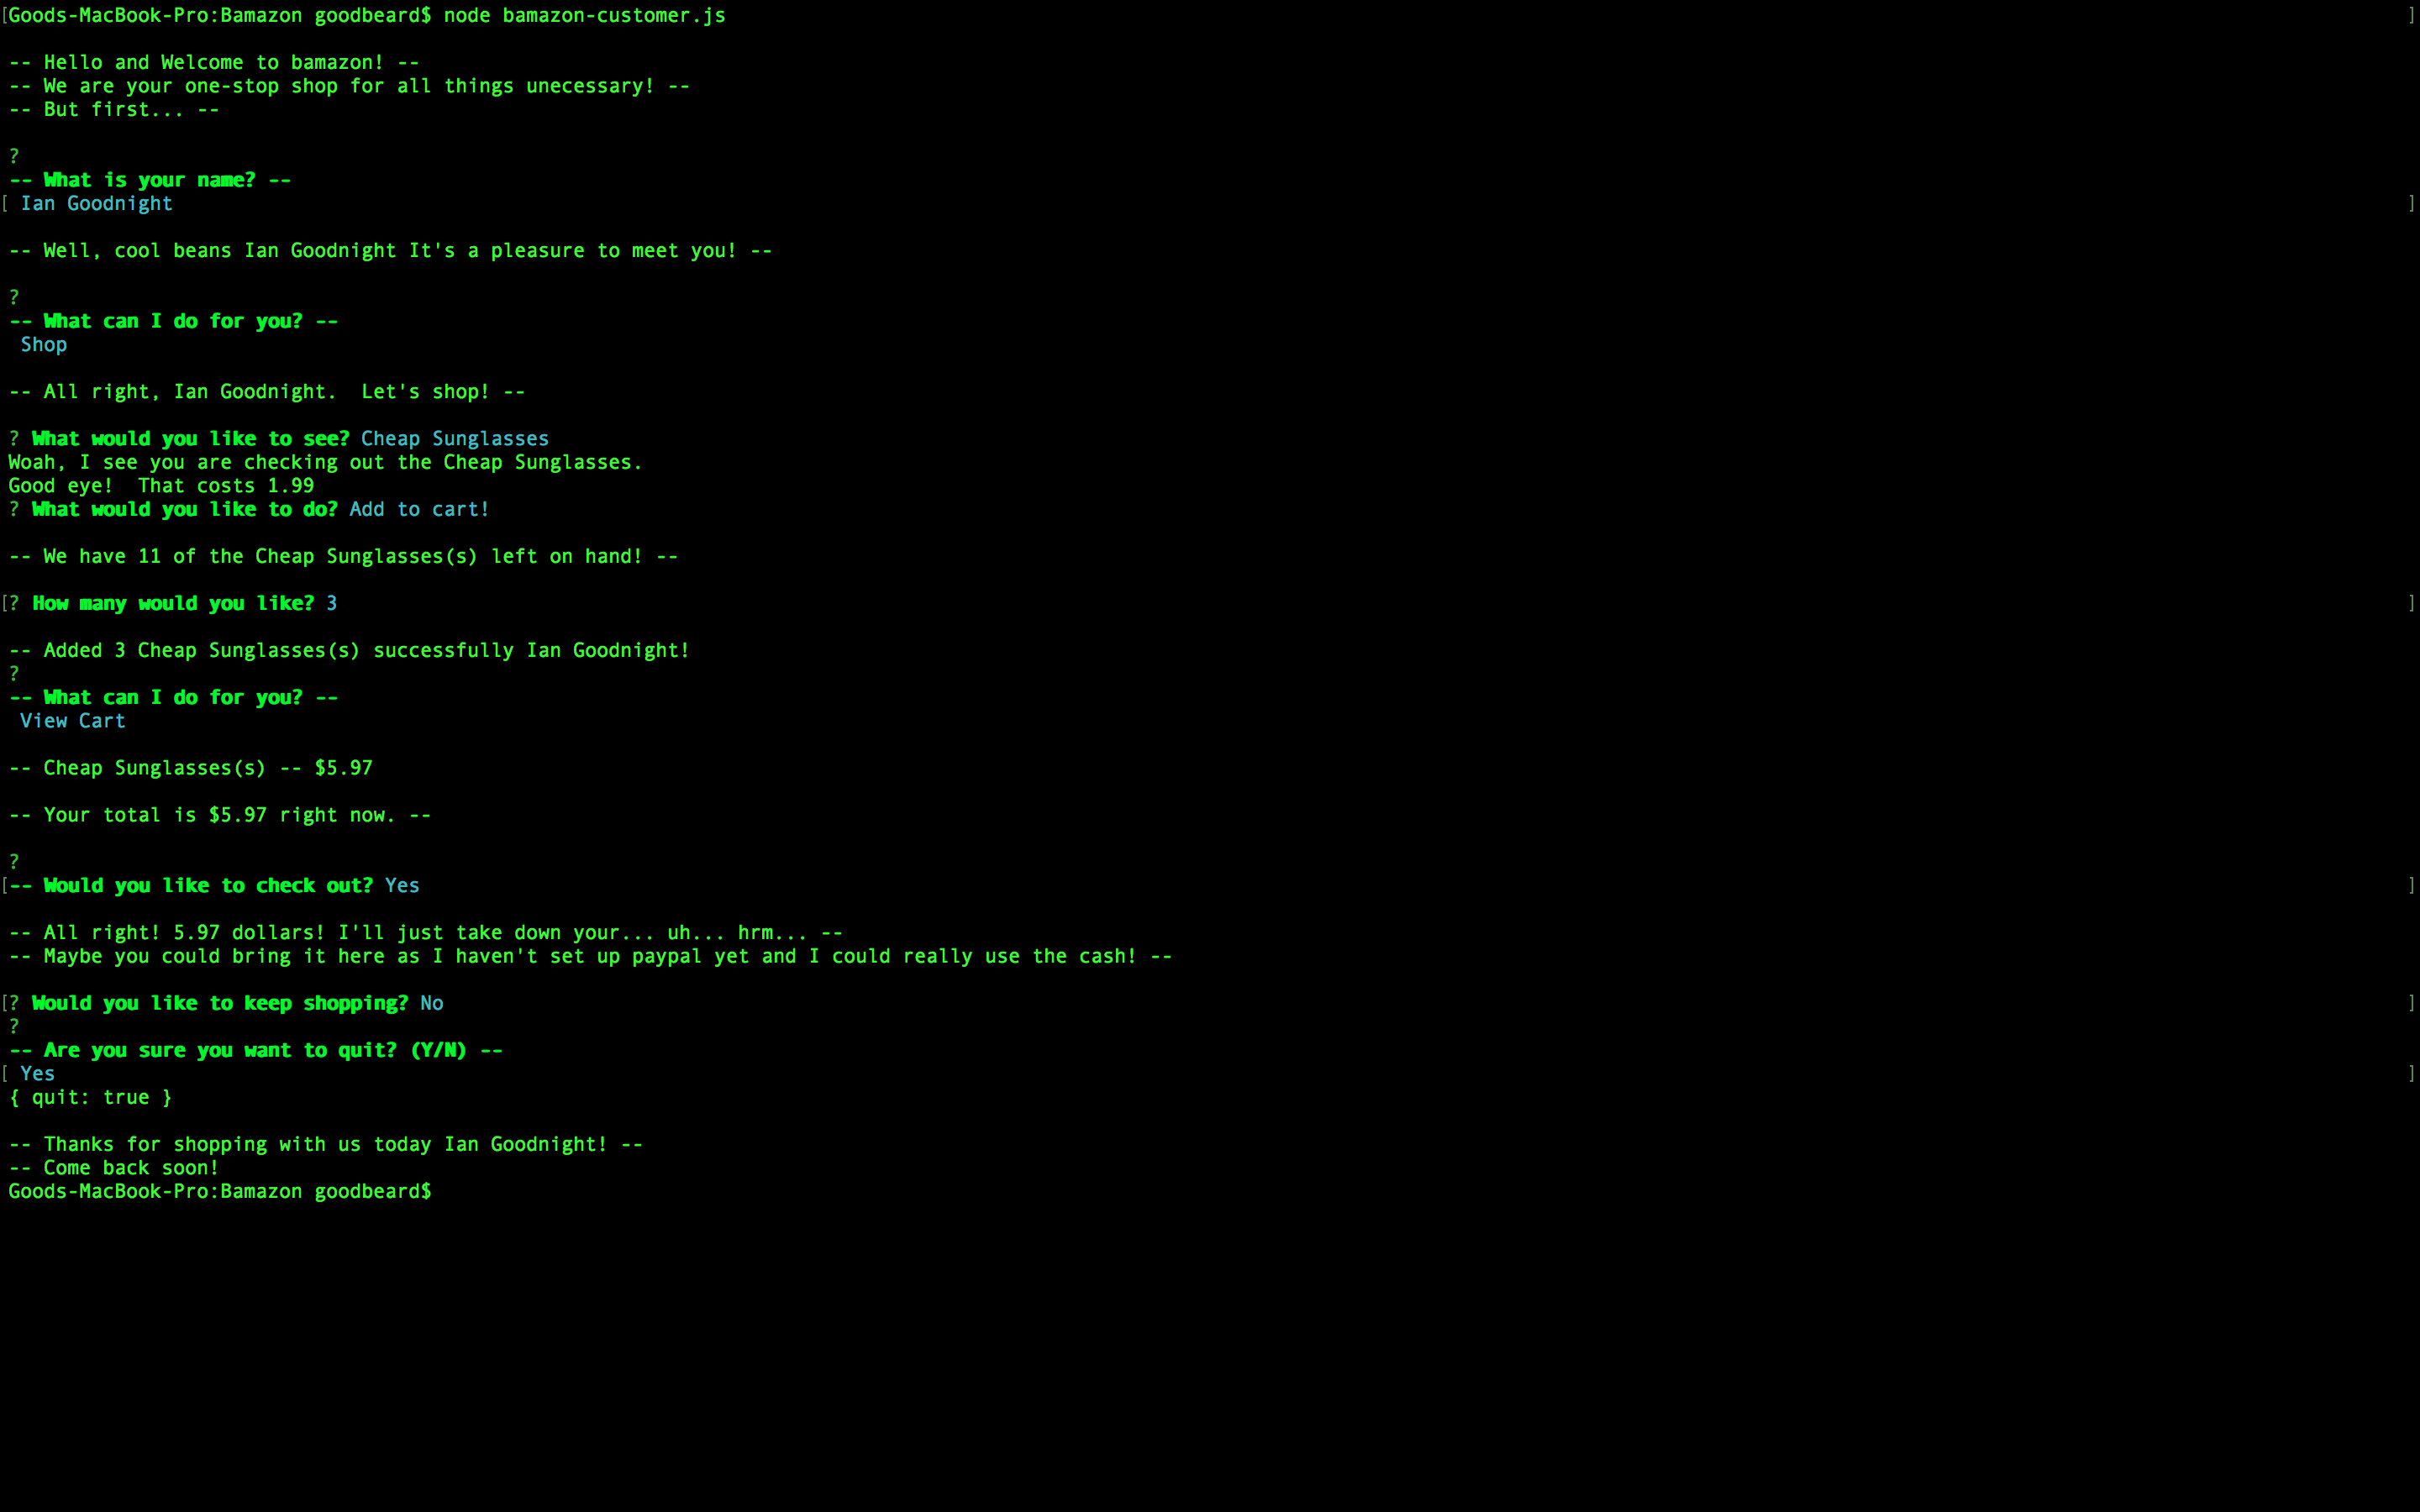 [Goods-MacBook-Pro:Bamazon goodbeard$ node bamazon-customer.js ]
-- Hello and Welcome to bamazon! --
-- We are your one-stop shop for all things unecessary! --
-- But first... --
?
-- What is your name? --
[ Ian Goodnight ]
-- Well, cool beans Ian Goodnight It's a pleasure to meet you! --
?
-- What can I do for you? --
Shop
-- All right, Ian Goodnight.  Let's shop! --
? What would you like to see? Cheap Sunglasses
Woah, I see you are checking out the Cheap Sunglasses.
Good eye!  That costs 1.99
? What would you like to do? Add to cart!
-- We have 11 of the Cheap Sunglasses(s) left on hand! --
[? How many would you like? 3 ]
-- Added 3 Cheap Sunglasses(s) successfully Ian Goodnight!
?
-- What can I do for you? --
View Cart
-- Cheap Sunglasses(s) -- $5.97
-- Your total is $5.97 right now. --
?
[-- Would you like to check out? Yes ]
-- All right! 5.97 dollars! I'll just take down your... uh... hrm... --
-- Maybe you could bring it here as I haven't set up paypal yet and I could really use the cash! --
[? Would you like to keep shopping? No ]
?
-- Are you sure you want to quit? (Y/N) --
[ Yes ]
{ quit: true }
-- Thanks for shopping with us today Ian Goodnight! --
-- Come back soon!
Goods-MacBook-Pro:Bamazon goodbeard$